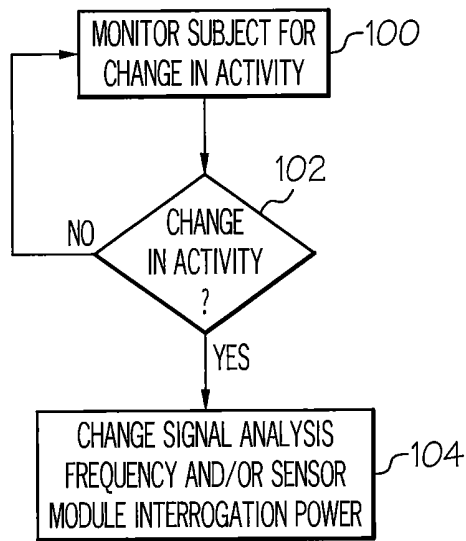 MONITOR SUBJECT FOR
CHANGE IN ACTIVITY
100
102
CHANGE
IN ACTIVITY
?
NO
YES
CHANGE SIGNAL ANALYSIS
FREQUENCY AND/OR SENSOR
MODULE INTERROGATION POWER
104